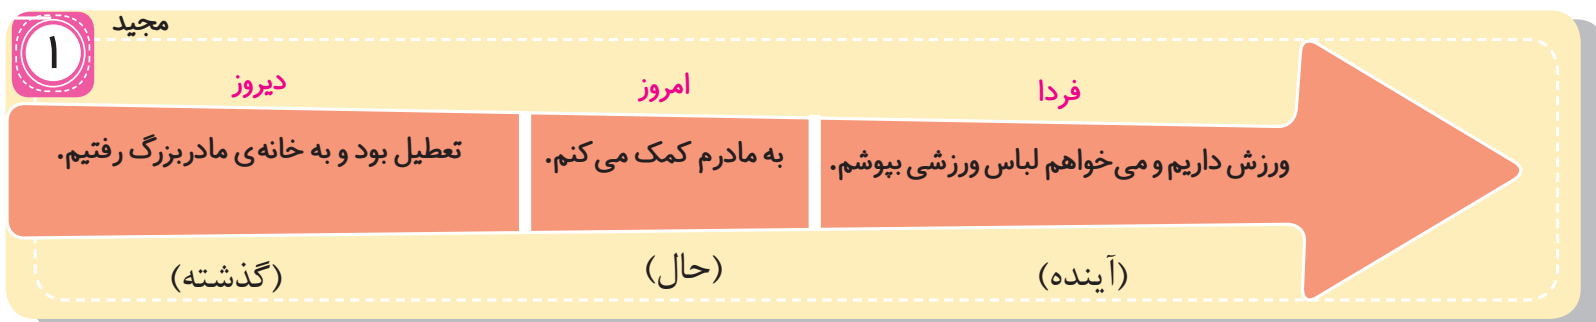 ۱
مجید
دیروز
امروز
فردا
تعطیل بود و به خانه‌ی مادربزرگ رفتیم.
به مادرم کمک می‌کنم.
ورزش داریم و می‌خواهم لباس ورزشی بپوشم.
(گذشته)
(حال)
(آینده)